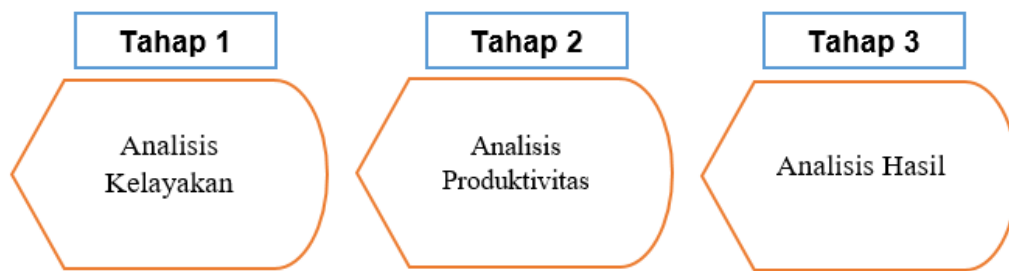 Tahap 1
Tahap 2
Tahap 3
Analisis
Kelayakan
Analisis
Produktivitas
Analisis Hasil